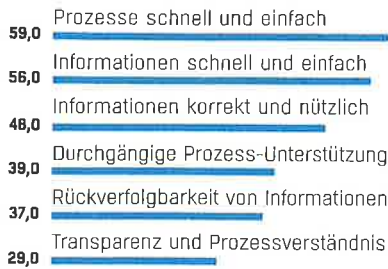 Prozesse schnell und einfach
59,0
Informationen schnell und einfach
56,0
Informationen korrekt und nützlich
48,0
Durchgängige Prozess-Unterstützung
39,0
Rückverfolgbarkeit von Informationen
37,0
Transparenz und Prozessverständnis
29,0